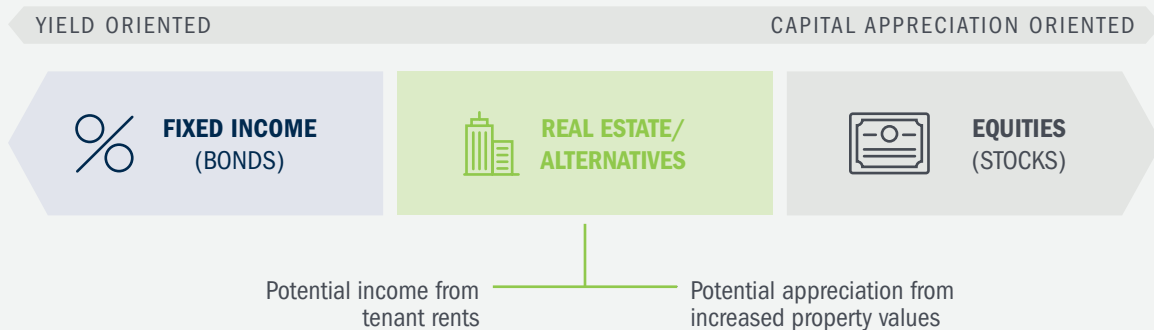 YIELD ORIENTED
CAPITAL APPRECIATION ORIENTED
FIXED INCOME
(BONDS)
REAL ESTATE/
ALTERNATIVES
EQUITIES
(STOCKS)
Potential income from
tenant rents
Potential appreciation from
increased property values